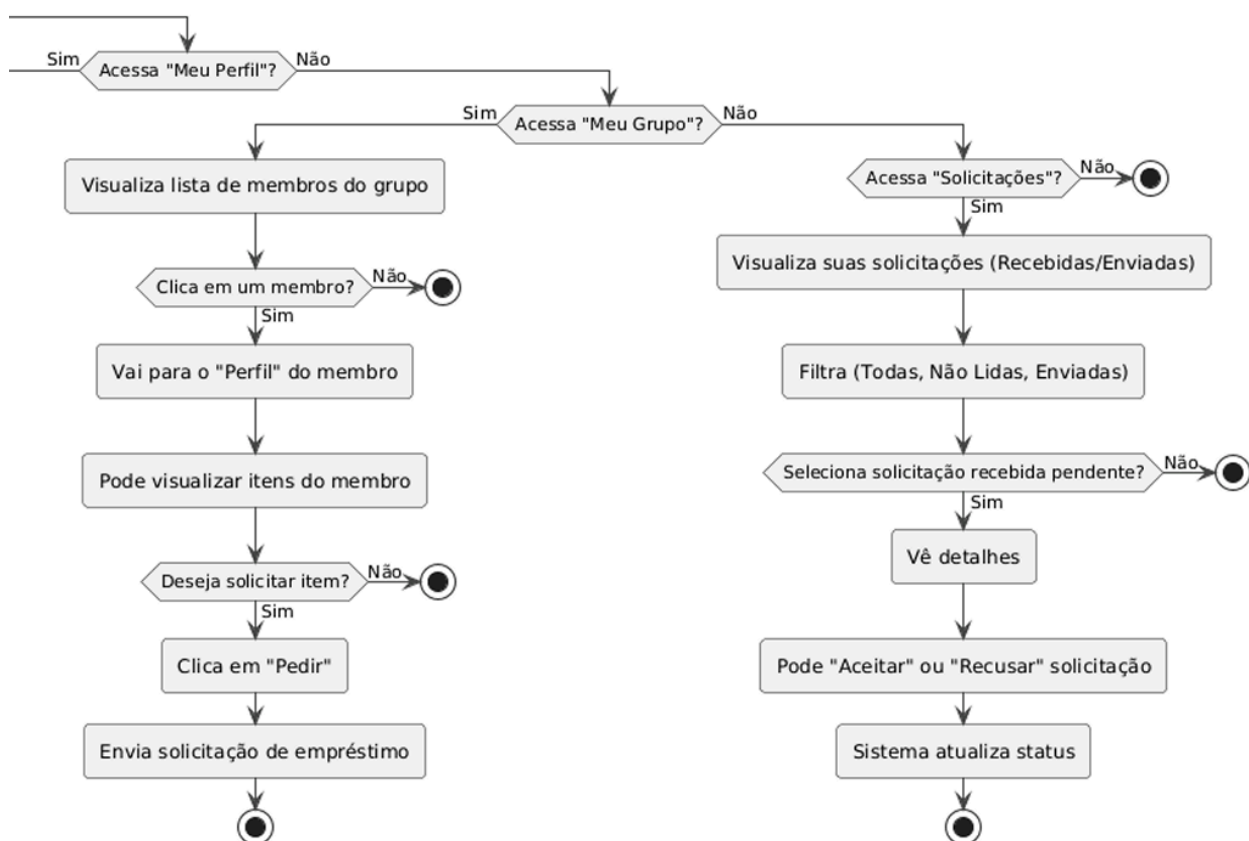 Sim
Acessa "Meu Perfil"?
Não
Sim
Acessa "Meu Grupo"?
Não
Visualiza lista de membros do grupo
Clica em um membro?
Não
Sim
Vai para o "Perfil" do membro
Pode visualizar itens do membro
Deseja solicitar item?
Não
Sim
Clica em "Pedir"
Envia solicitação de empréstimo
Acessa "Solicitações"?
Não
Sim
Visualiza suas solicitações (Recebidas/Enviadas)
Filtra (Todas, Não Lidas, Enviadas)
Seleciona solicitação recebida pendente?
Não
Sim
Vê detalhes
Pode "Aceitar" ou "Recusar" solicitação
Sistema atualiza status